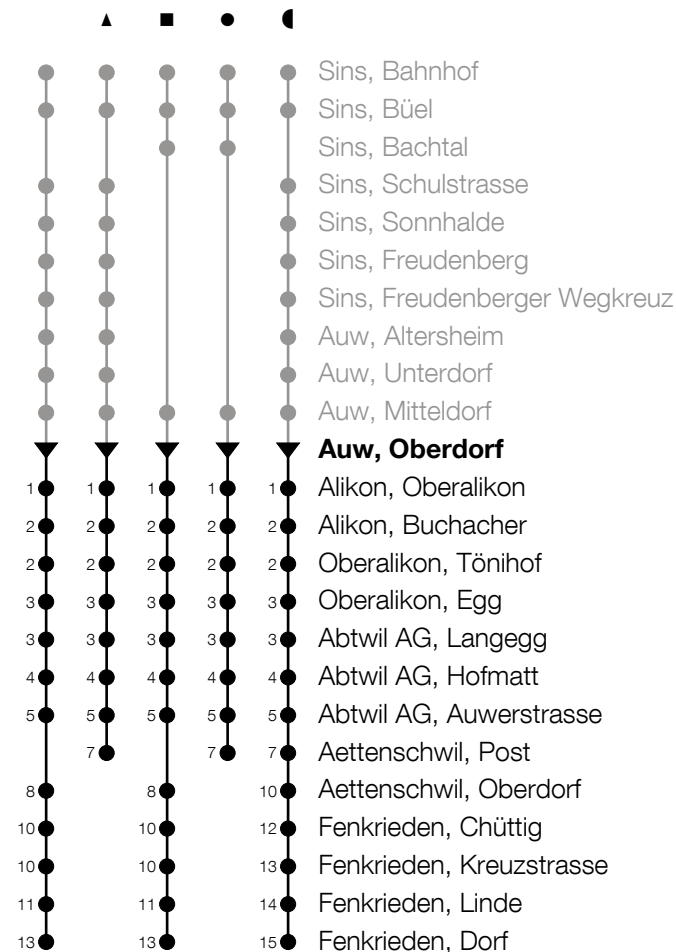 ▲ ■ ● ◖
Sins, Bahnhof
Sins, Büel
Sins, Bachtal
Sins, Schulstrasse
Sins, Sonnhalde
Sins, Freudenberg
Sins, Freudenberger Wegkreuz
Auw, Altersheim
Auw, Unterdorf
Auw, Mitteldorf
Auw, Oberdorf
1 1 1 1 1 Alikon, Oberalikon
2 2 2 2 2 Alikon, Buchacher
2 2 2 2 2 Oberalikon, Tönihof
3 3 3 3 3 Oberalikon, Egg
3 3 3 3 3 Abtwil AG, Langegg
4 4 4 4 4 Abtwil AG, Hofmatt
5 5 5 5 5 Abtwil AG, Auwerstrasse
7 7 7 Aettenschwil, Post
8 8 10 Aettenschwil, Oberdorf
10 10 12 Fenkrieden, Chüttig
10 10 13 Fenkrieden, Kreuzstrasse
11 11 14 Fenkrieden, Linde
13 13 15 Fenkrieden, Dorf